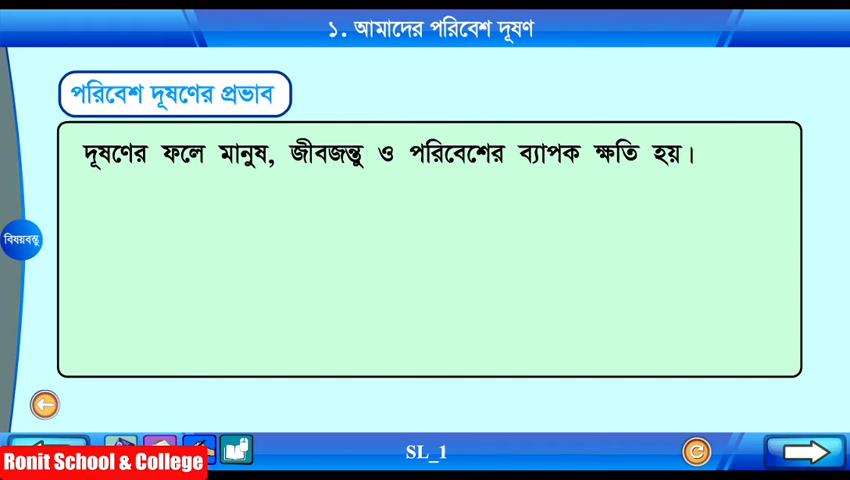 ১. আমাদের পরিবেশ দূষণ
পরিবেশ দূষণের প্রভাব
দূষণের ফলে মানুষ, জীবজন্তু ও পরিবেশের ব্যাপক ক্ষতি হয়।
বিষয়বস্তু
SL_1
Ronit School & College